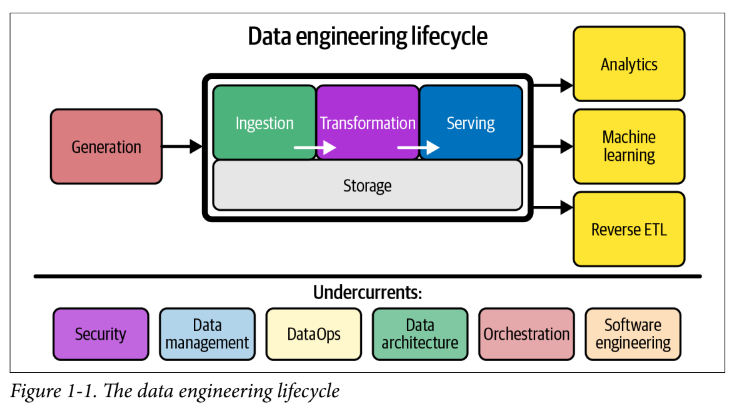 Data engineering lifecycle
Generation
Ingestion
Transformation
Serving
Storage
Analytics
Machine
learning
Reverse ETL
Undercurrents:
Security
Data
management
DataOps
Data
architecture
Orchestration
Software
engineering
Figure 1-1. The data engineering lifecycle